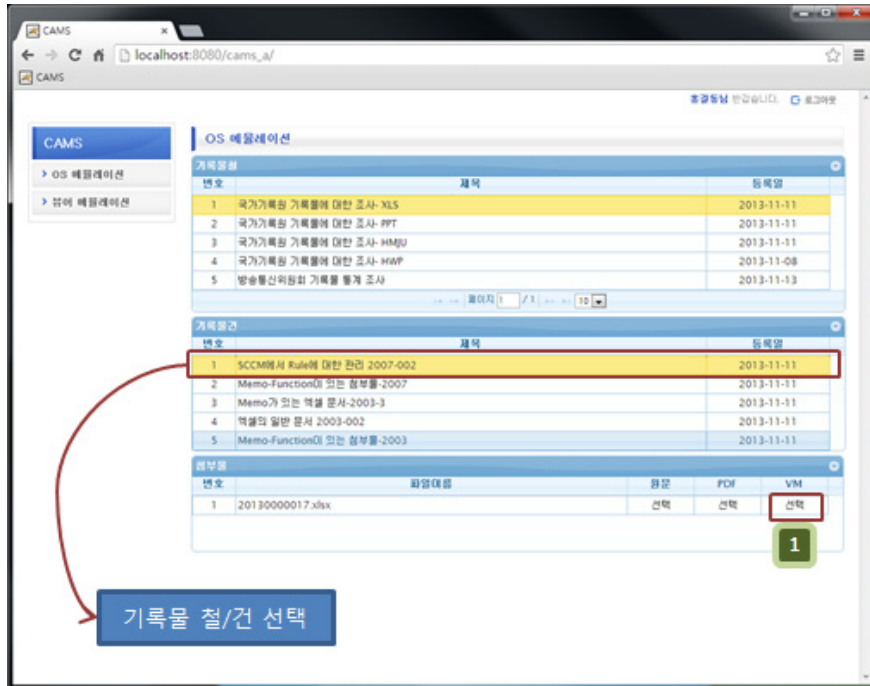 CAMS
localhost:8080/cams_a/
CAMS
홍길동님 반갑습니다. 로그아웃
CAMS
OS 에뮬레이션
뷰어 에뮬레이션
OS 에뮬레이션
기록물철
번호 제목 등록일
1 국가기록원 기록물에 대한 조사- XLS 2013-11-11
2 국가기록원 기록물에 대한 조사- PPT 2013-11-11
3 국가기록원 기록물에 대한 조사- HMJU 2013-11-11
4 국가기록원 기록물에 대한 조사- HWP 2013-11-08
5 방송통신위원회 기록물 통계 조사 2013-11-13
페이지 1 / 1 10
기록물건
번호 제목 등록일
1 SCCM에서 Rule에 대한 관리 2007-002 2013-11-11
2 Memo-Function이 있는 첨부물-2007 2013-11-11
3 Memo가 있는 엑셀 문서-2003-3 2013-11-11
4 엑셀의 일반 문서 2003-002 2013-11-11
5 Memo-Function이 있는 첨부물-2003 2013-11-11
첨부물
번호 파일이름 원문 PDF VM
1 20130000017.xlsx 선택 선택 선택
1
기록물 철/건 선택